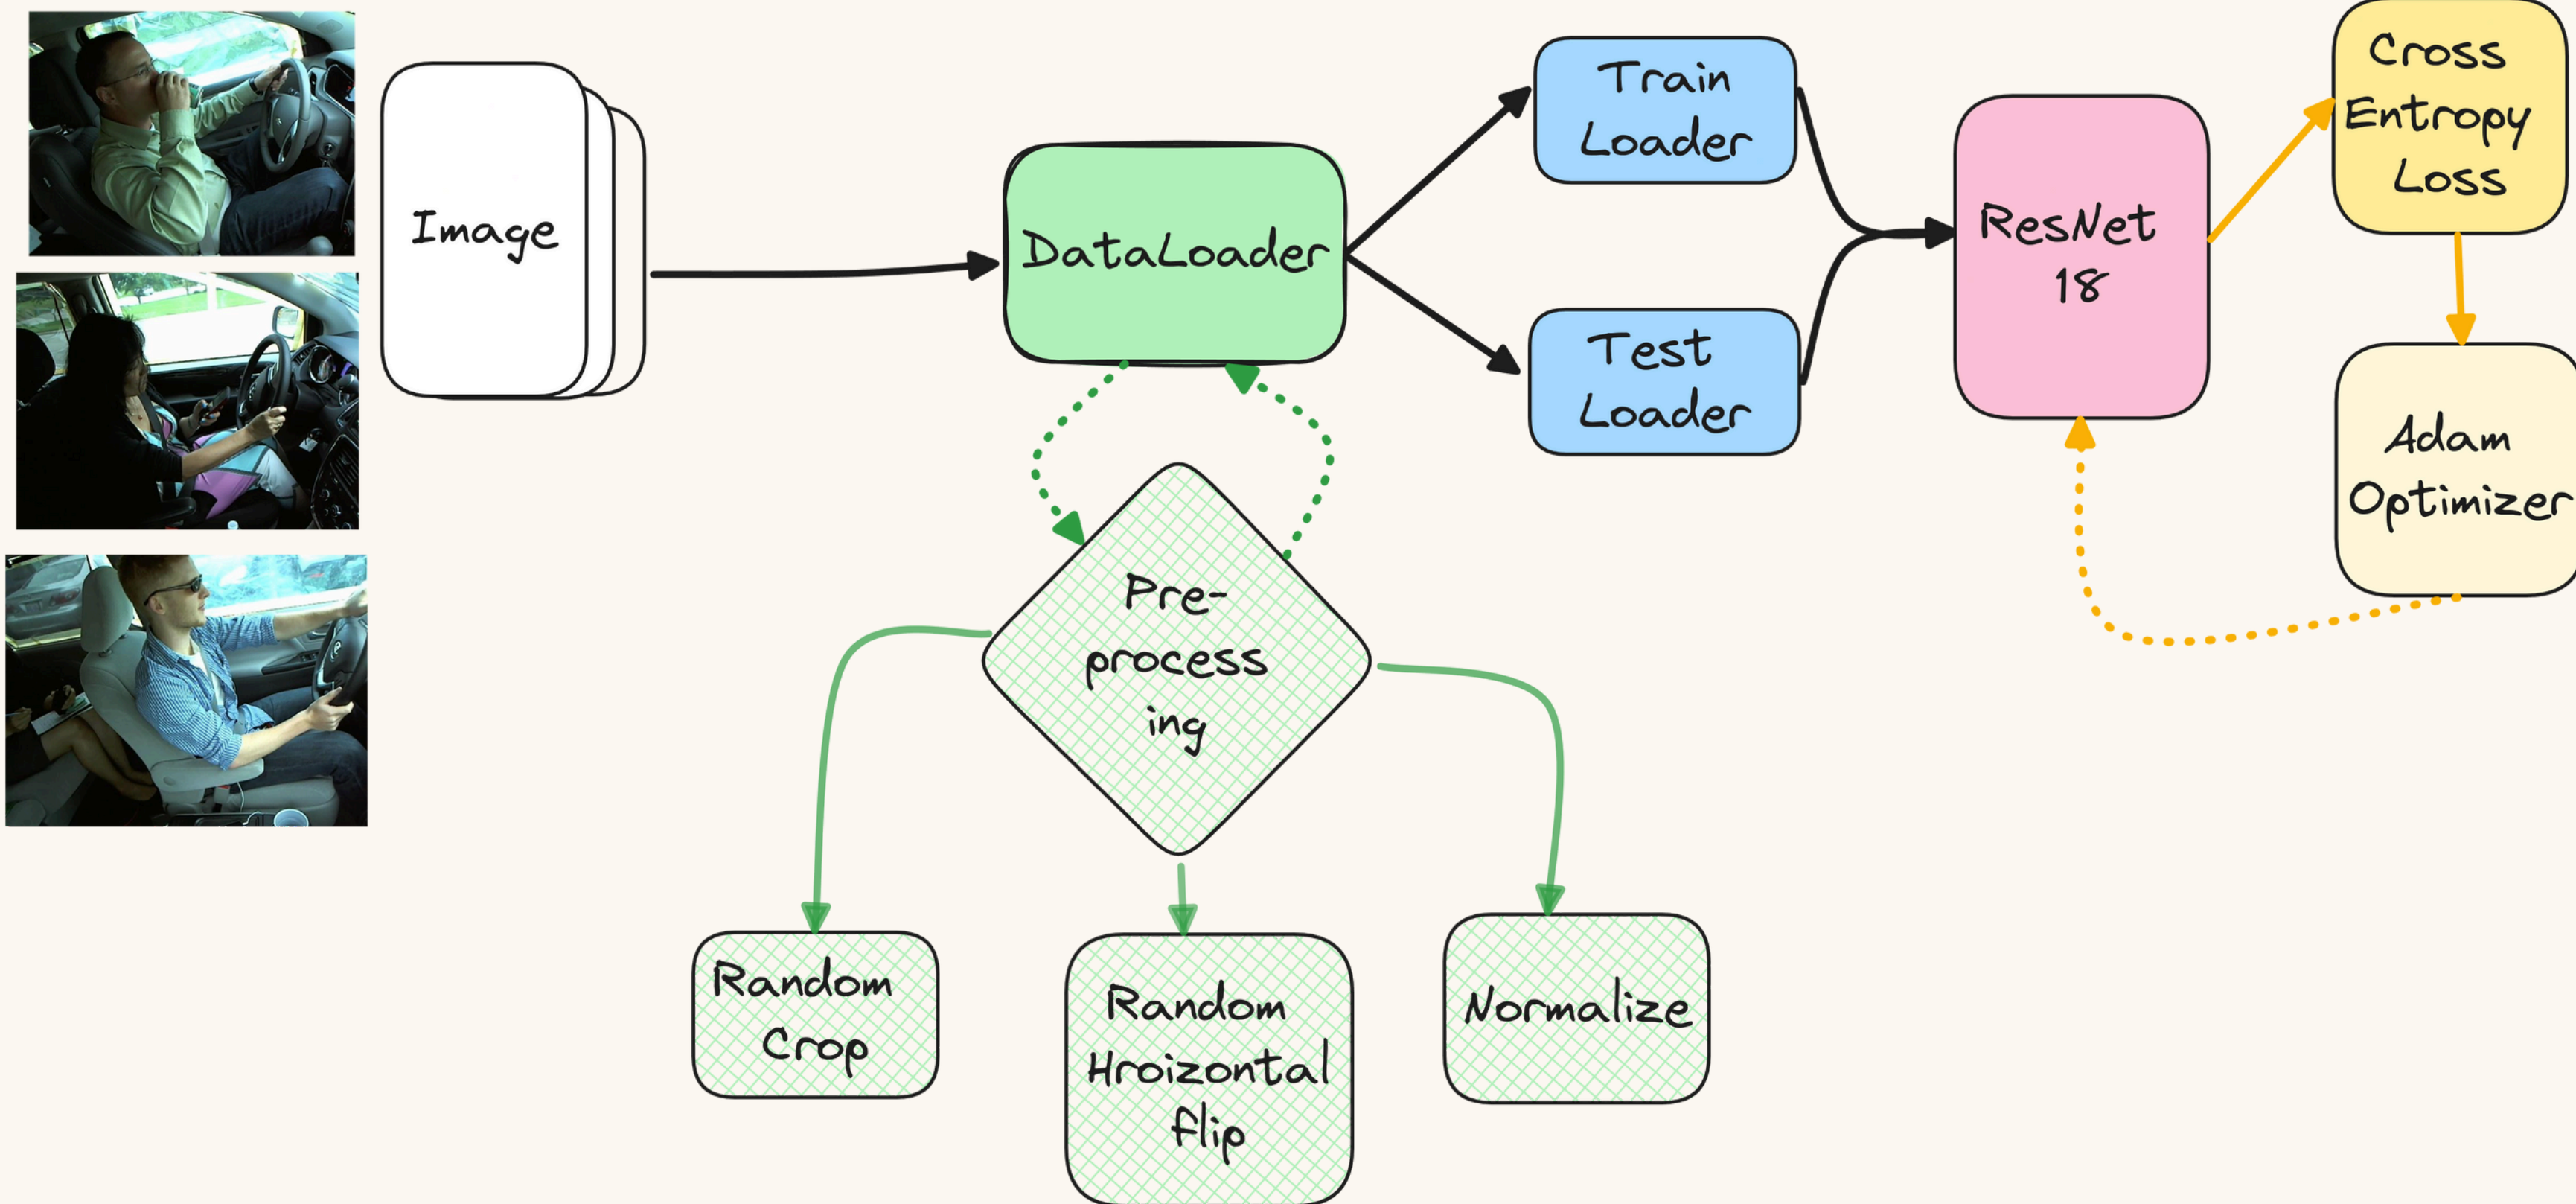 Image
DataLoader
Train
Loader
Test
Loader
ResNet
18
Cross
Entropy
Loss
Adam
Optimizer
Pre-
process
ing
Random
Crop
Random
Hroizontal
flip
Normalize